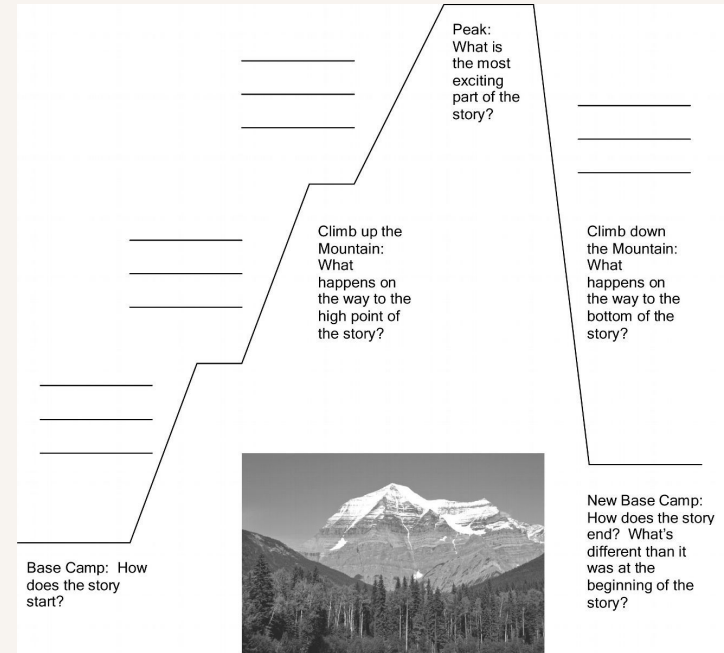 Peak:
What is
the most
exciting
part of the
story?
Climb up the
Mountain:
What
happens on
the way to the
high point of
the story?
Climb down
the Mountain:
What
happens on
the way to the
bottom of the
story?
Base Camp:  How
does the story
start?
New Base Camp:
How does the story
end?  What's
different than it
was at the
beginning of the
story?